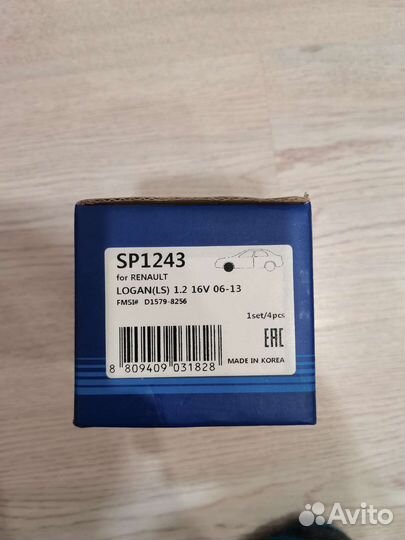 SP1243
for RENAULT
LOGAN(LS) 1.2 16V 06-13
FMSI# D1579-8256
1set/4pcs
EAC
MADE IN KOREA
8 809409 031828
Avito